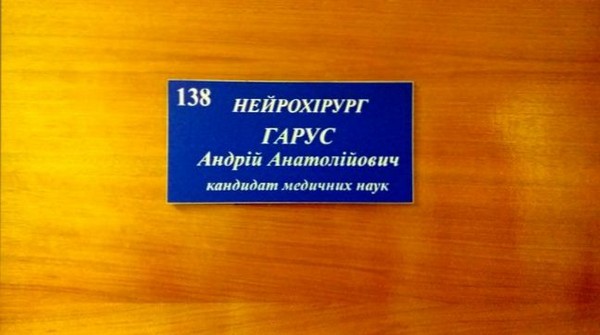 138
НЕЙРОХІРУРГ
ГАРУС
Андрій Анатолійович
кандидат медичних наук